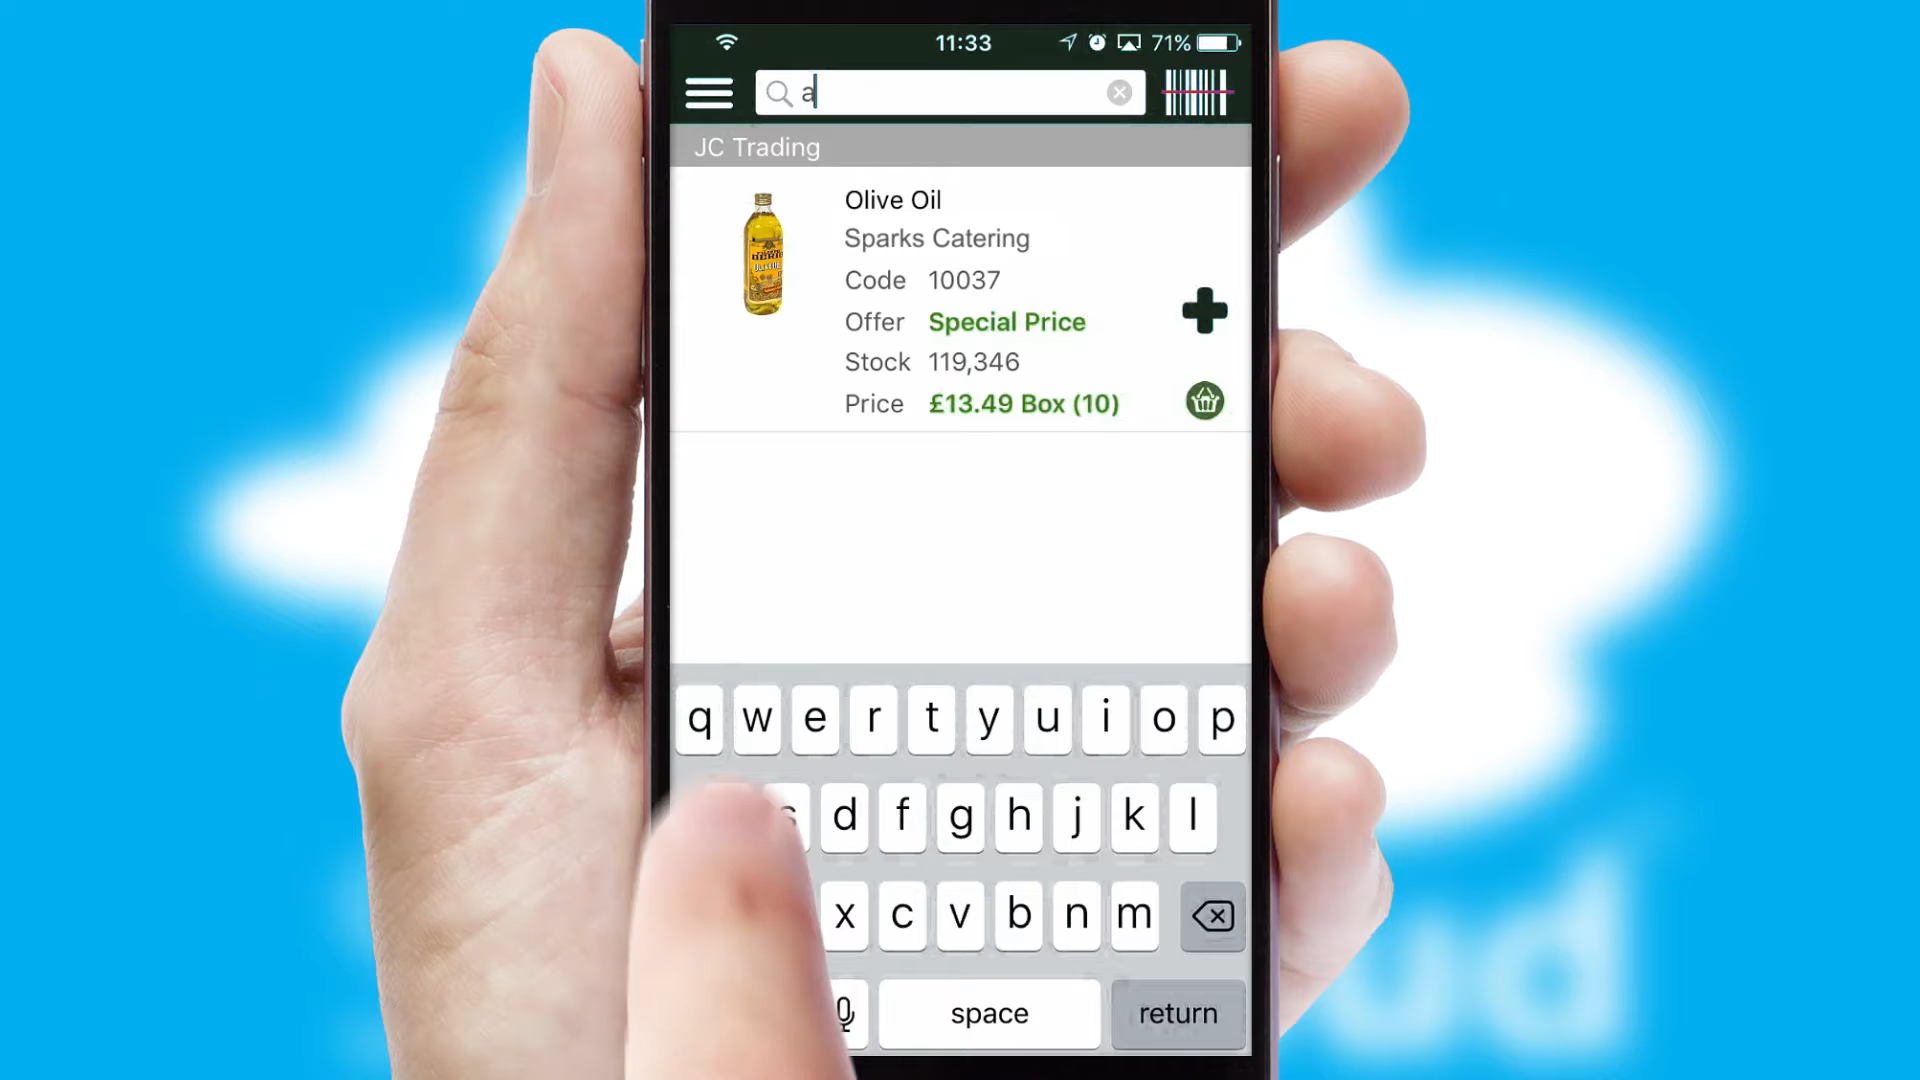 11:33
71%
a
JC Trading
Olive Oil
Sparks Catering
Code 10037
Offer Special Price
Stock 119,346
Price £13.49 Box (10)
q w e r t y u i o p
s d f g h j k l
x c v b n m
space return
ud